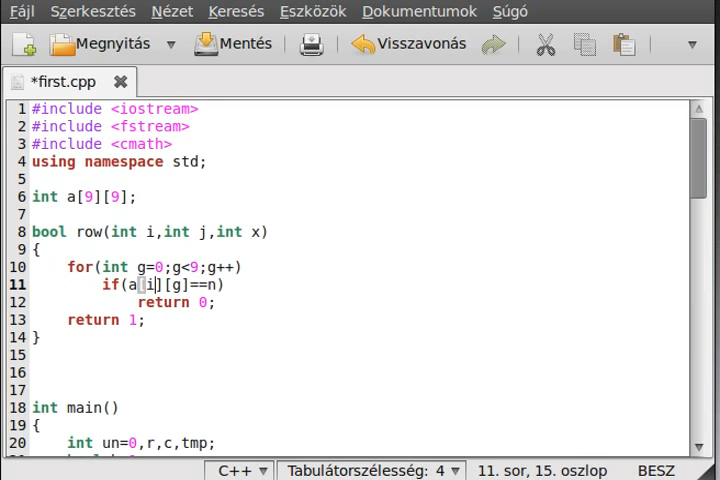 Fájl Szerkesztés Nézet Keresés Eszközök Dokumentumok Súgó
Megnyitás Mentés Visszavonás
*first.cpp
1 #include <iostream>
2 #include <fstream>
3 #include <cmath>
4 using namespace std;
5
6 int a[9][9];
7
8 bool row(int i,int j,int x)
9 {
10     for(int g=0;g<9;g++)
11         if(a[i][g]==n)
12             return 0;
13     return 1;
14 }
15
16
17
18 int main()
19 {
20     int un=0,r,c,tmp;
C++ Tabulátorszélesség: 4 11. sor, 15. oszlop BESZ